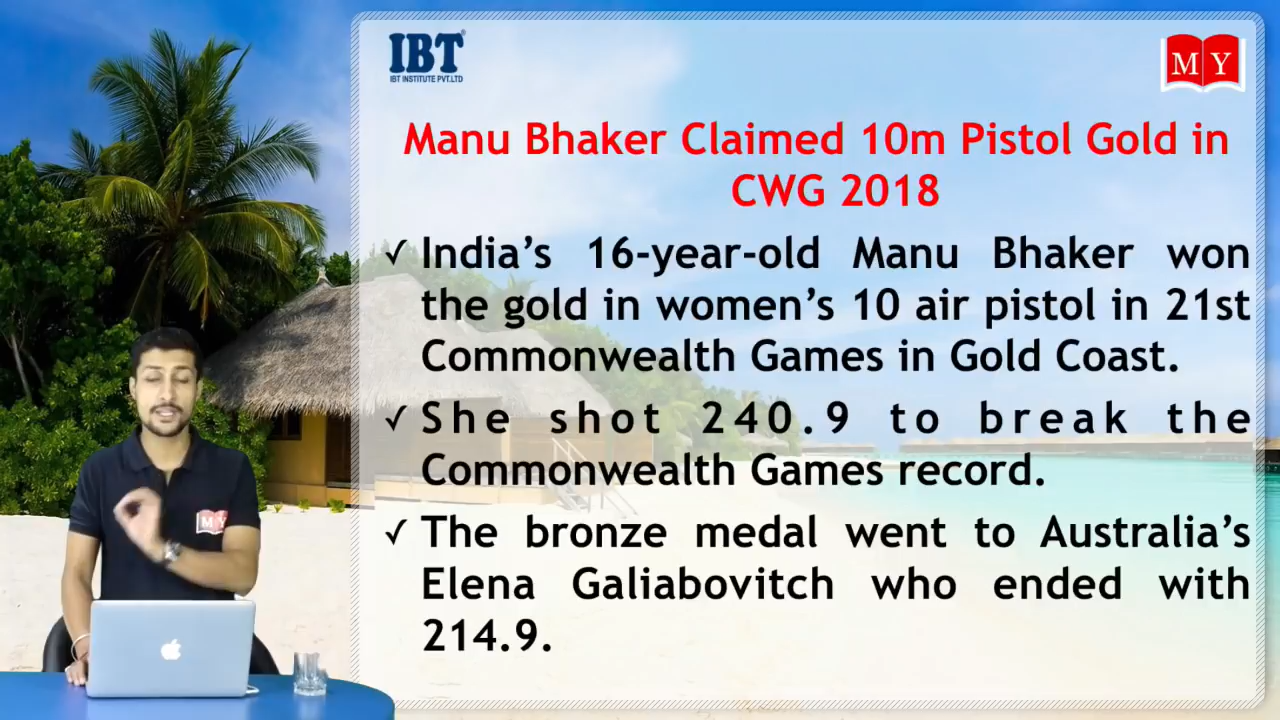 IBT
IBT INSTITUTE PVT.LTD
M Y
Manu Bhaker Claimed 10m Pistol Gold in
CWG 2018
✓ India’s 16-year-old Manu Bhaker won
the gold in women’s 10 air pistol in 21st
Commonwealth Games in Gold Coast.
✓ She shot 240.9 to break the
Commonwealth Games record.
✓ The bronze medal went to Australia’s
Elena Galiabovitch who ended with
214.9.
M Y